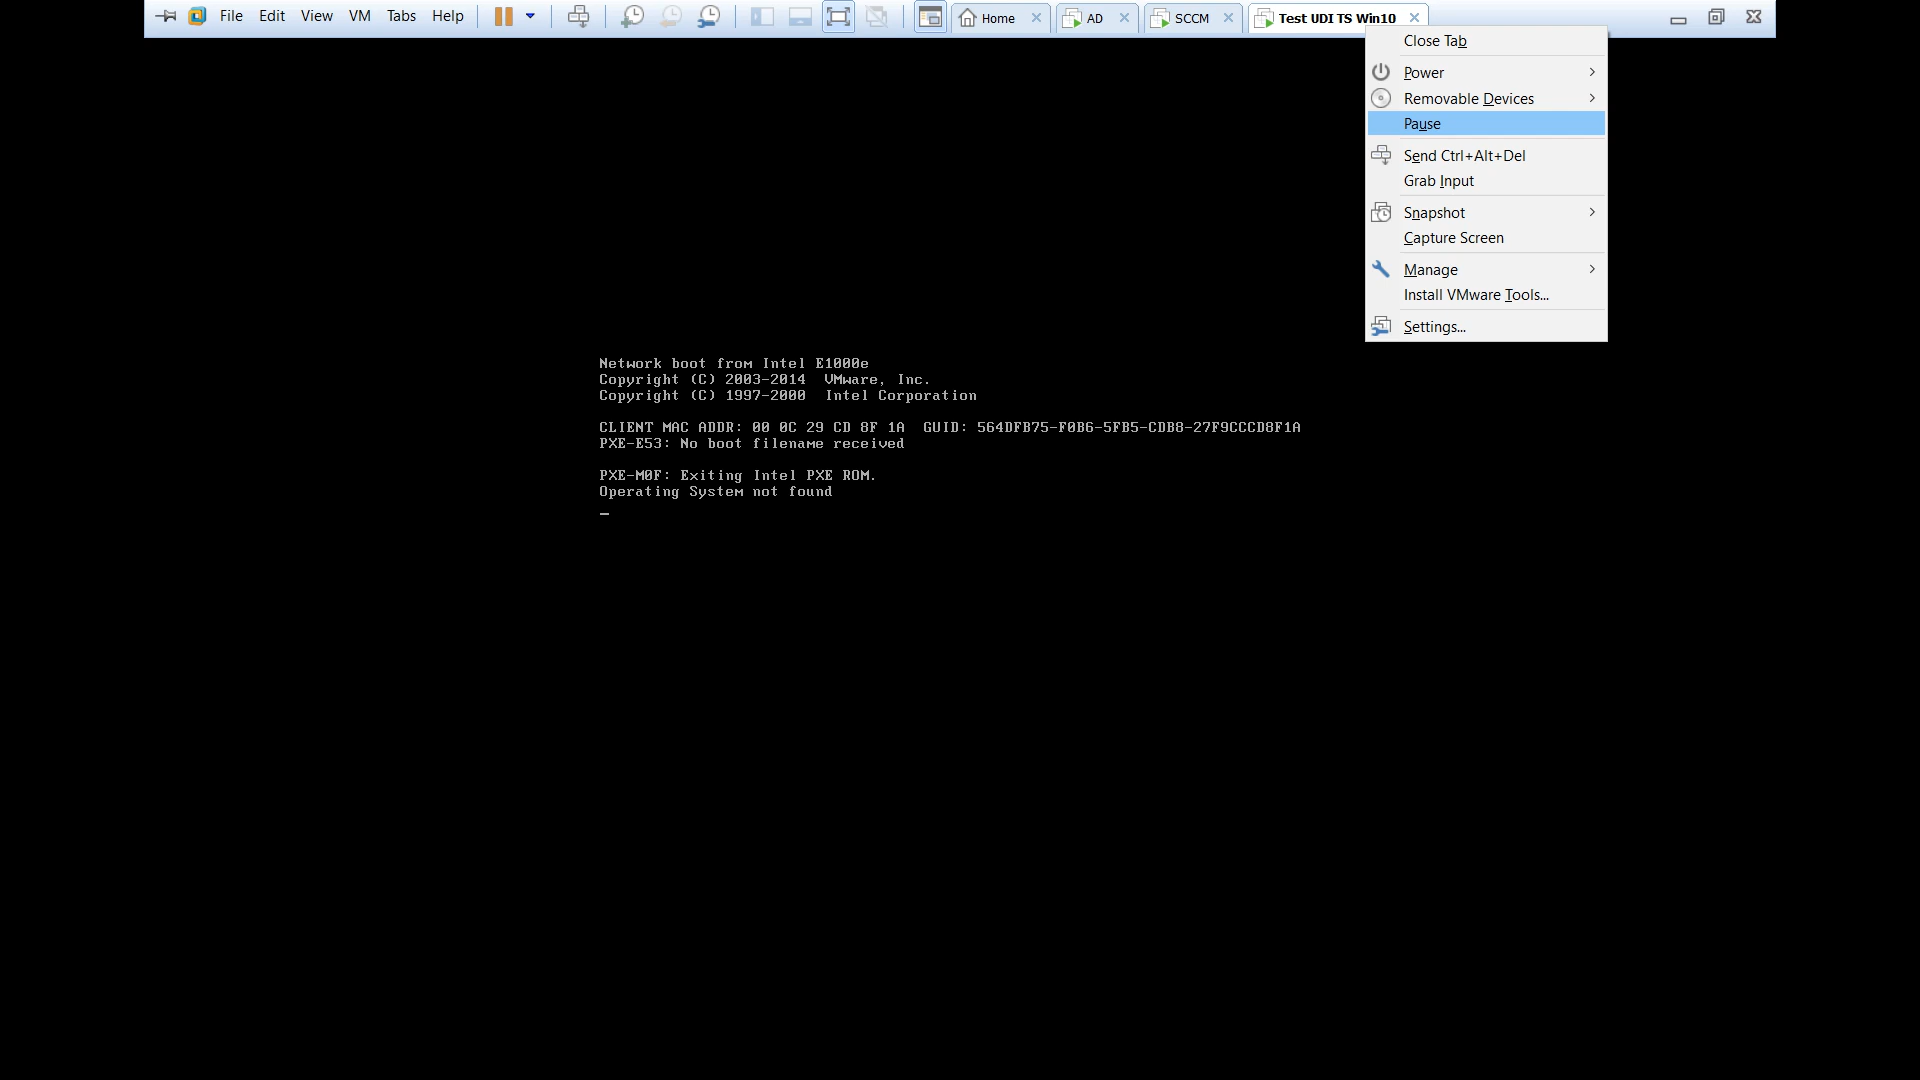 File Edit View VM Tabs Help Home AD SCCM Test UDI TS Win10
Close Tab
Power
Removable Devices
Pause
Send Ctrl+Alt+Del
Grab Input
Snapshot
Capture Screen
Manage
Install VMware Tools...
Settings...
Network boot from Intel E1000e
Copyright (C) 2003-2014 VMware, Inc.
Copyright (C) 1997-2000 Intel Corporation
CLIENT MAC ADDR: 00 0C 29 CD 8F 1A GUID: 564DFB75-F0B6-5FB5-CDB8-27F9CCCD8F1A
PXE-E53: No boot filename received
PXE-M0F: Exiting Intel PXE ROM.
Operating System not found